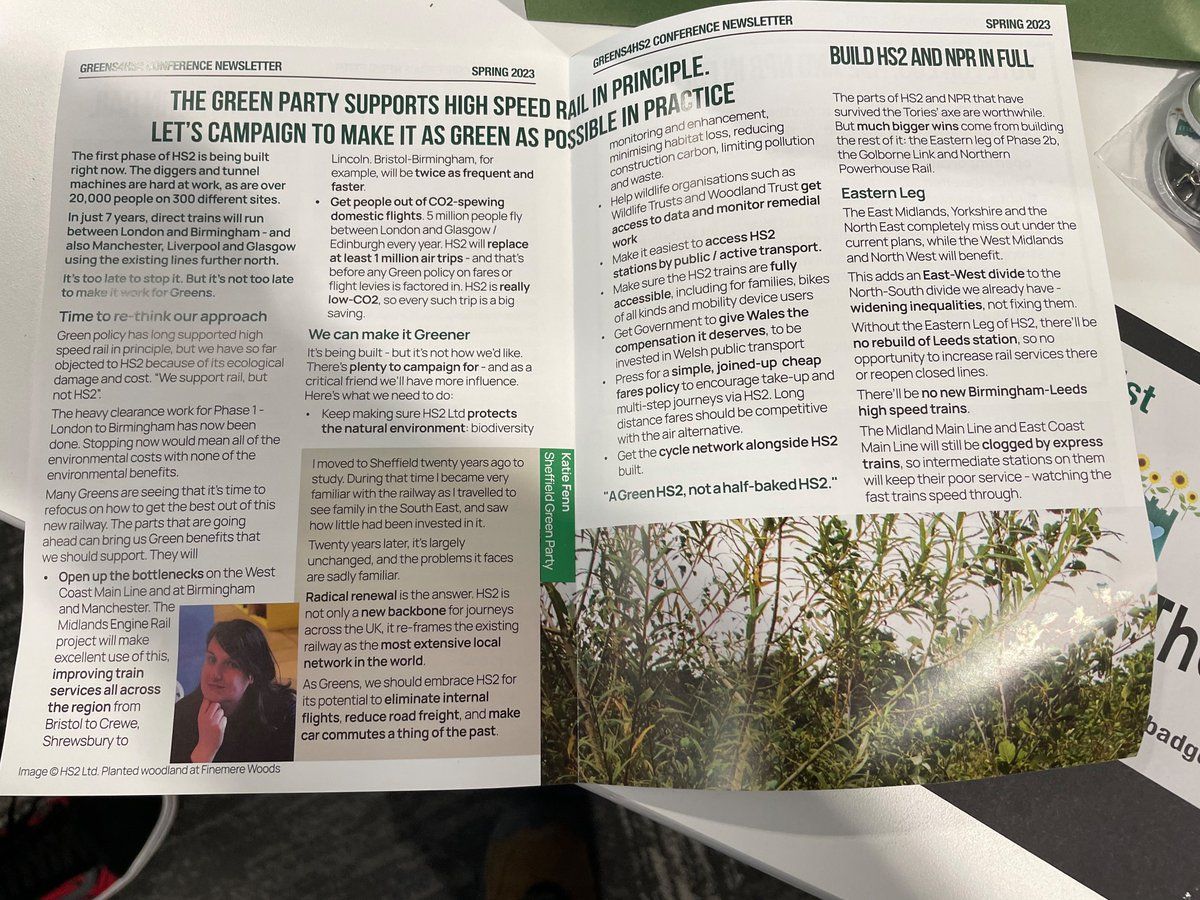 GREENS4HS2 CONFERENCE NEWSLETTER
SPRING 2023
THE GREEN PARTY SUPPORTS HIGH SPEED RAIL IN PRINCIPLE.
LET'S CAMPAIGN TO MAKE IT AS GREEN AS POSSIBLE IN PRACTICE
The first phase of HS2 is being built
right now. The diggers and tunnel
machines are hard at work, as are over
20,000 people on 300 different sites.
In just 7 years, direct trains will run
between London and Birmingham - and
also Manchester, Liverpool and Glasgow
using the existing lines further north.
It's too late to stop it. But it's not too late
to make it work for Greens.
Time to re-think our approach
Green policy has long supported high
speed rail in principle, but we have so far
objected to HS2 because of its ecological
damage and cost. "We support rail, but
not HS2".
The heavy clearance work for Phase 1 -
London to Birmingham has now been
done. Stopping now would mean all of the
environmental costs with none of the
environmental benefits.
Many Greens are seeing that it's time to
refocus on how to get the best out of this
new railway. The parts that are going
ahead can bring us Green benefits that
we should support. They will
• Open up the bottlenecks on the West
Coast Main Line and at Birmingham
and Manchester. The
Midlands Engine Rail
project will make
excellent use of this,
improving train
services all across
the region from
Bristol to Crewe,
Shrewsbury to
Lincoln. Bristol-Birmingham, for
example, will be twice as frequent and
faster.
• Get people out of CO2-spewing
domestic flights. 5 million people fly
between London and Glasgow /
Edinburgh every year. HS2 will replace
at least 1 million air trips - and that's
before any Green policy on fares or
flight levies is factored in. HS2 is really
low-CO2, so every such trip is a big
saving.
We can make it Greener
It's being built - but it's not how we'd like.
There's plenty to campaign for - and as a
critical friend we'll have more influence.
Here's what we need to do:
• Keep making sure HS2 Ltd protects
the natural environment: biodiversity
I moved to Sheffield twenty years ago to
study. During that time I became very
familiar with the railway as I travelled to
see family in the South East, and saw
how little had been invested in it.
Twenty years later, it's largely
unchanged, and the problems it faces
are sadly familiar.
Radical renewal is the answer. HS2 is
not only a new backbone for journeys
across the UK, it re-frames the existing
railway as the most extensive local
network in the world.
As Greens, we should embrace HS2 for
its potential to eliminate internal
flights, reduce road freight, and make
car commutes a thing of the past.
Katie Fenn
Sheffield Green Party
Image © HS2 Ltd. Planted woodland at Finemere Woods
GREENS4HS2 CONFERENCE NEWSLETTER
SPRING 2023
monitoring and enhancement,
minimising habitat loss, reducing
construction carbon, limiting pollution
and waste.
• Help wildlife organisations such as
Wildlife Trusts and Woodland Trust get
access to data and monitor remedial
work
• Make it easiest to access HS2
stations by public / active transport.
• Make sure the HS2 trains are fully
accessible, including for families, bikes
of all kinds and mobility device users
• Get Government to give Wales the
compensation it deserves, to be
invested in Welsh public transport
• Press for a simple, joined-up cheap
fares policy to encourage take-up and
multi-step journeys via HS2. Long
distance fares should be competitive
with the air alternative.
• Get the cycle network alongside HS2
built.
"A Green HS2, not a half-baked HS2."
BUILD HS2 AND NPR IN FULL
The parts of HS2 and NPR that have
survived the Tories' axe are worthwhile.
But much bigger wins come from building
the rest of it: the Eastern leg of Phase 2b,
the Golborne Link and Northern
Powerhouse Rail.
Eastern Leg
The East Midlands, Yorkshire and the
North East completely miss out under the
current plans, while the West Midlands
and North West will benefit.
This adds an East-West divide to the
North-South divide we already have -
widening inequalities, not fixing them.
Without the Eastern Leg of HS2, there'll be
no rebuild of Leeds station, so no
opportunity to increase rail services there
or reopen closed lines.
There'll be no new Birmingham-Leeds
high speed trains.
The Midland Main Line and East Coast
Main Line will still be clogged by express
trains, so intermediate stations on them
will keep their poor service - watching the
fast trains speed through.